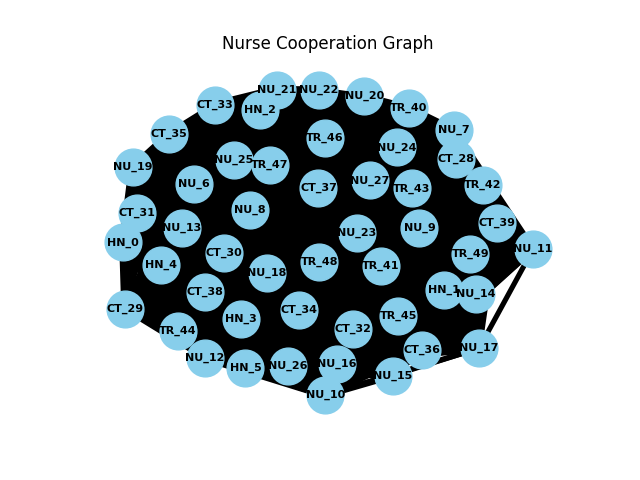 Nurse Cooperation Graph
NU_21
NU_22
NU_20
CT_33
HN_2
TR_40
NU_7
CT_35
TR_46
NU_24
CT_28
NU_19
NU_25
TR_47
NU_6
CT_37
NU_27
TR_43
TR_42
CT_31
NU_8
CT_39
NU_13
NU_9
HN_0
NU_23
NU_11
CT_30
TR_49
HN_4
NU_18
TR_48
TR_41
CT_38
HN_1
NU_14
CT_29
CT_34
HN_3
TR_45
TR_44
CT_32
NU_12
CT_36
NU_17
HN_5
NU_26
NU_16
NU_15
NU_10